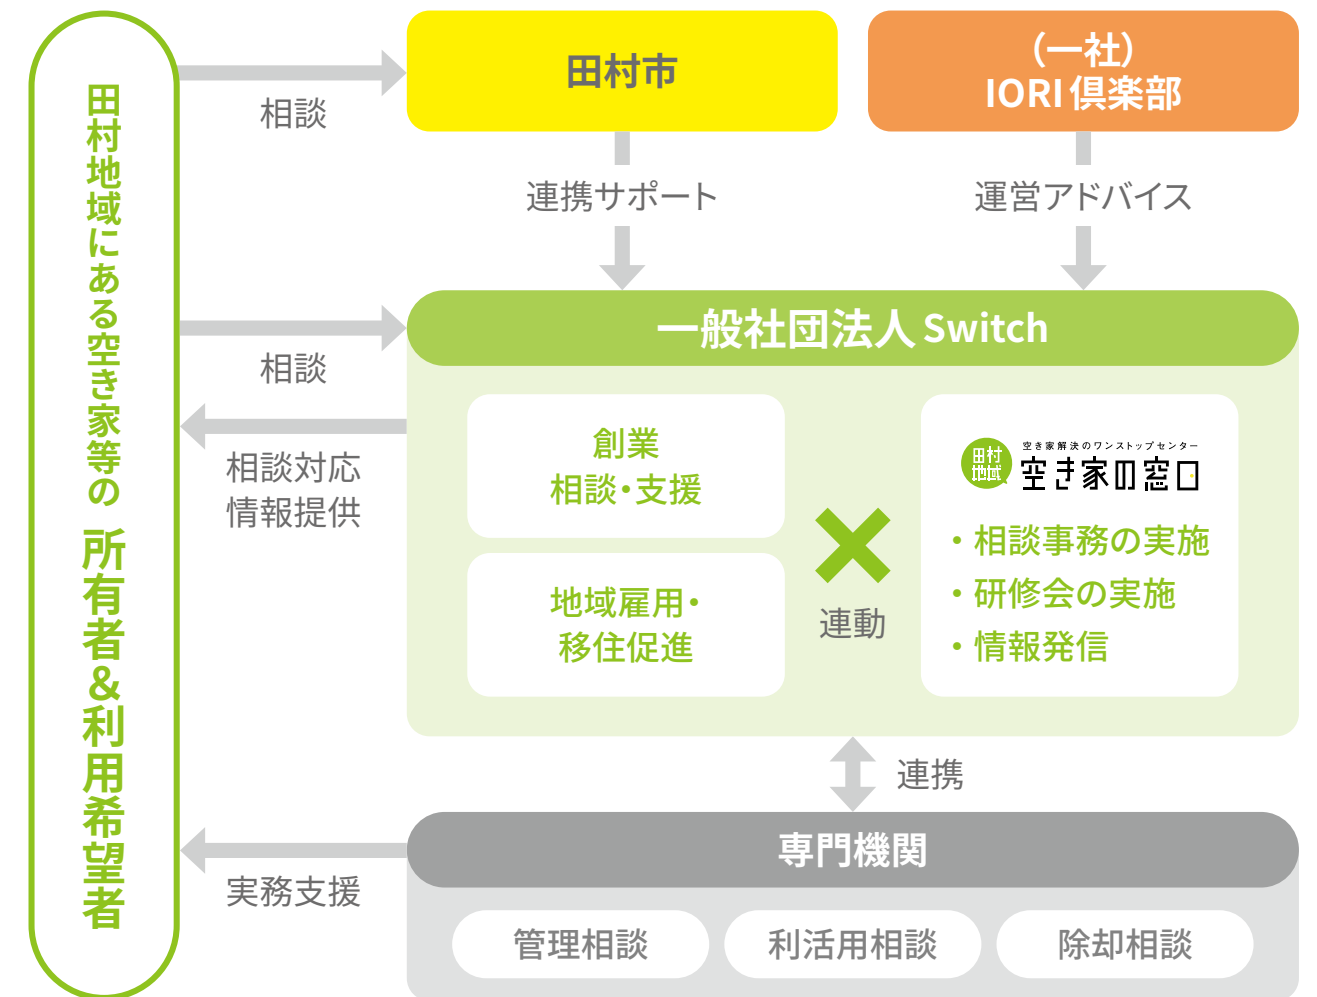 田村地域にある空き家等の 所有者&利用希望者
相談
田村市
（一社）
IORI 倶楽部
連携サポート
運営アドバイス
相談
相談対応
情報提供
一般社団法人 Switch
創業
相談・支援
地域雇用・
移住促進
連動
田村
地域
空き家解決のワンストップセンター
空き家の窓口
・相談事務の実施
・研修会の実施
・情報発信
連携
実務支援
専門機関
管理相談
利活用相談
除却相談